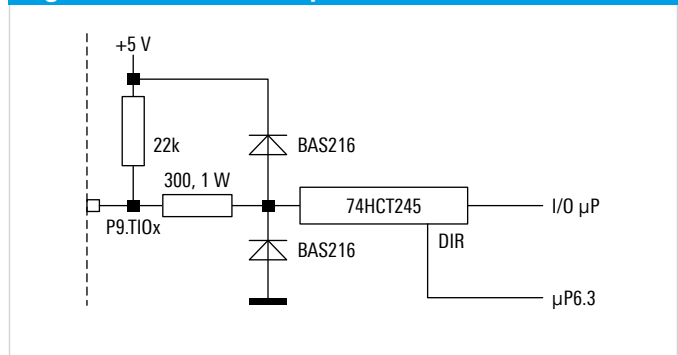 +5 V
22k
BAS216
300, 1 W
74HCT245
I/O µP
P9.TIOx
DIR
BAS216
µP6.3